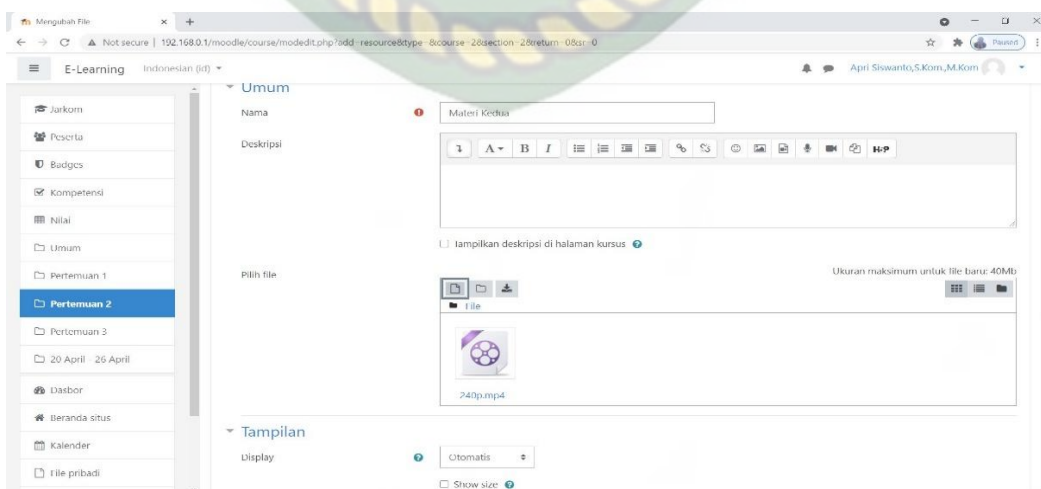 Mengubah File
Not secure | 192.168.0.1/moodle/course/modedit.php?add=resource&type=&course=2&section=2&return=0&sr=0
Paused
E-Learning Indonesian (id)
Apri Siswanto,S.Kom.,M.Kom
Jarkom
Peserta
Badges
Kompetensi
Nilai
Umum
Pertemuan 1
Pertemuan 2
Pertemuan 3
20 April - 26 April
Dasbor
Beranda situs
Kalender
File pribadi
Umum
Nama
Materi Kedua
Deskripsi
A B I
H-P
Tampilkan deskripsi di halaman kursus
Pilih file
Ukuran maksimum untuk file baru: 40Mb
File
240p.mp4
Tampilan
Display
Otomatis
Show size